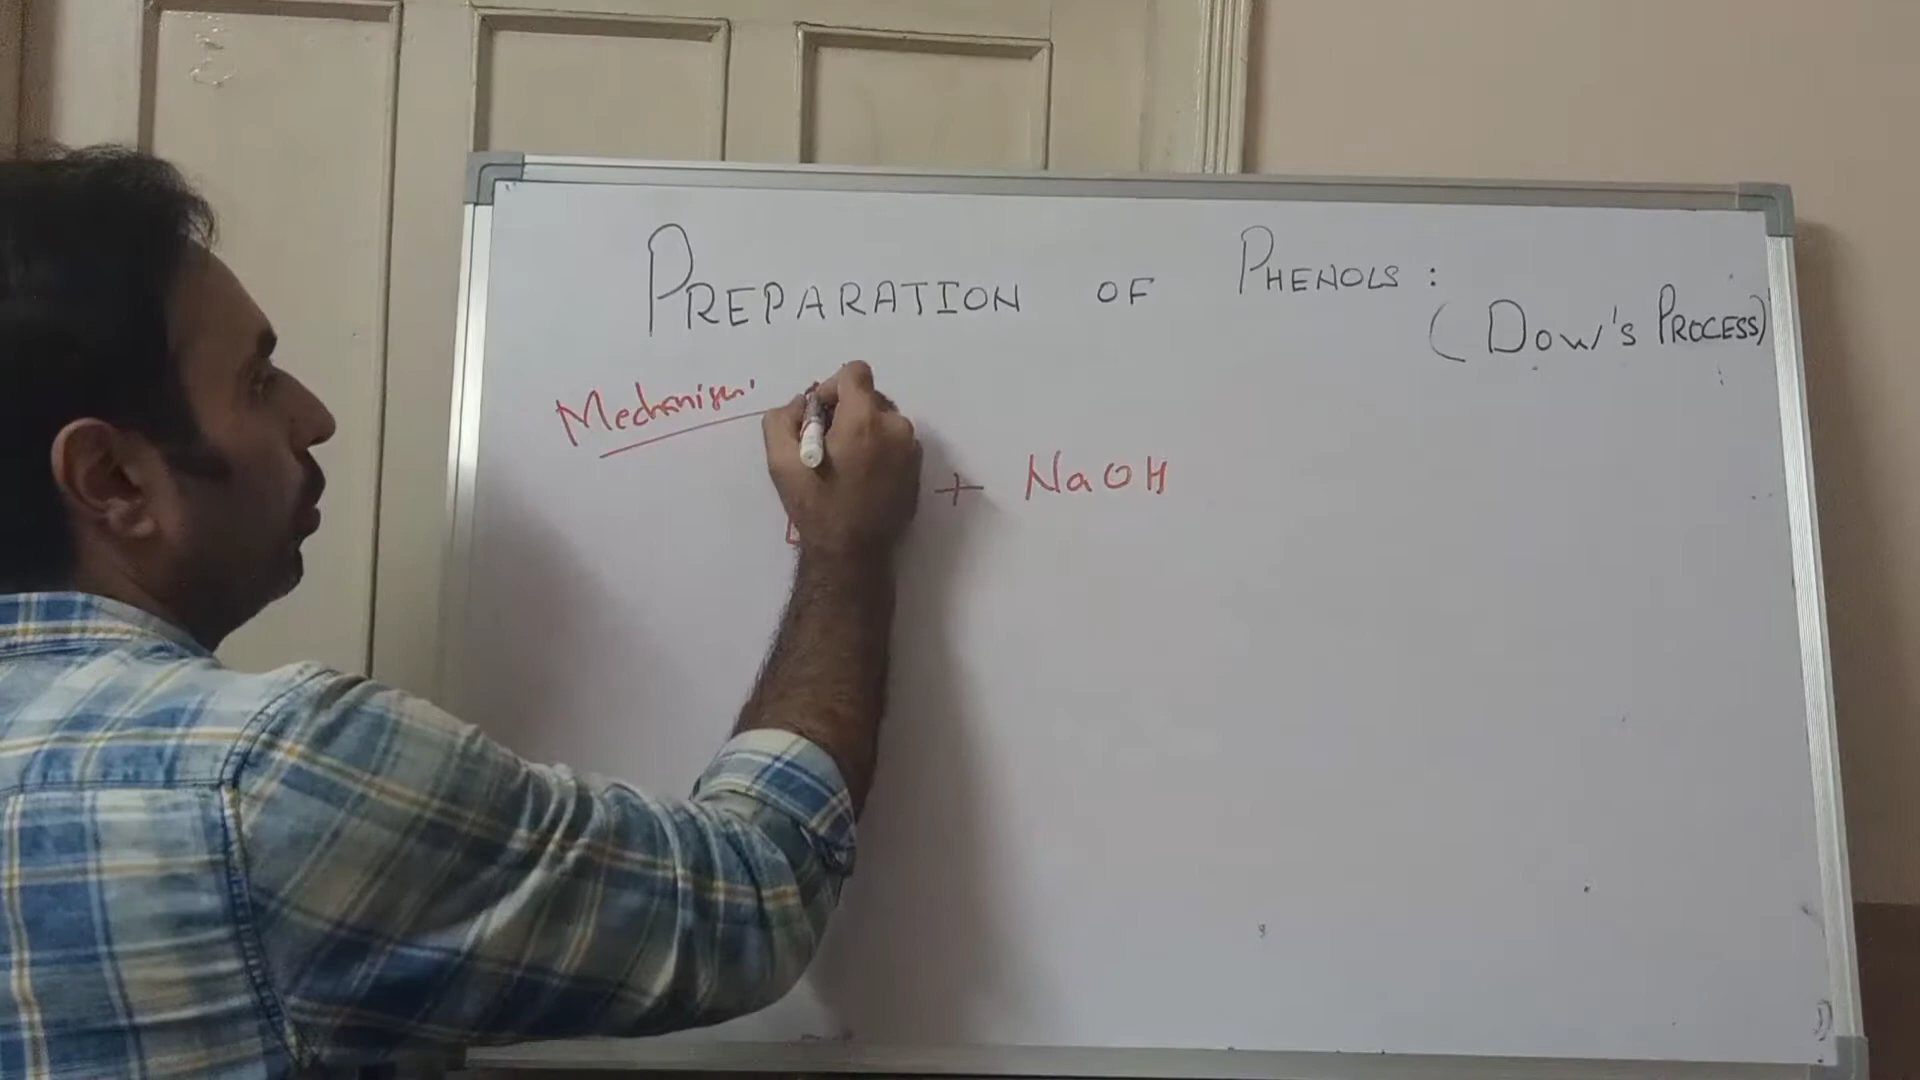 PREPARATION OF PHENOLS:
(DOW'S PROCESS)
Mechanism:
+ NaOH